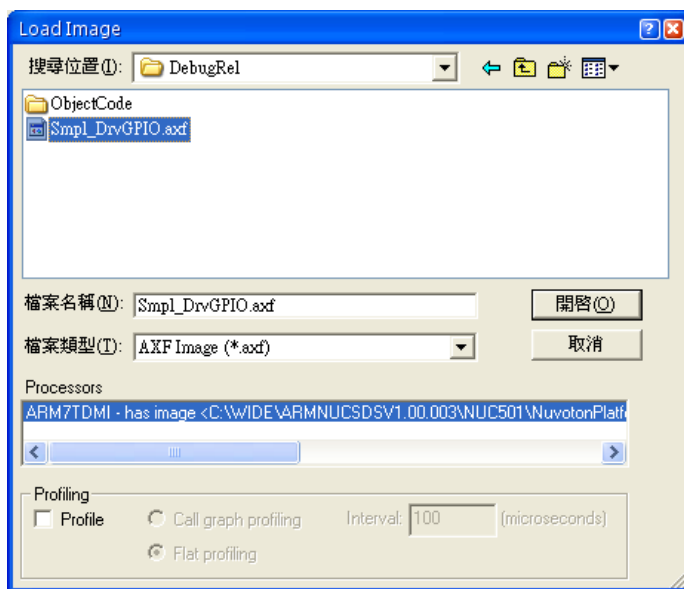 Load Image
搜尋位置(I): DebugRel
ObjectCode
Smpl_DrvGPIO.axf
檔案名稱(N): Smpl_DrvGPIO.axf 開啓(O)
檔案類型(T): AXF Image (*.axf) 取消
Processors
ARM7TDMI - has image <C:\WIDE\ARMNUCSDSV1.00.003\NUC501\NuvotonPlatf
Profiling
Profile Call graph profiling Interval: 100 (microseconds)
Flat profiling